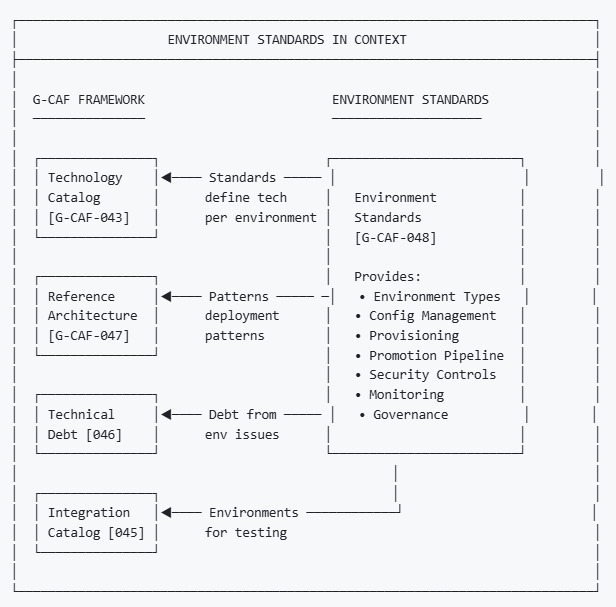 ENVIRONMENT STANDARDS IN CONTEXT
G-CAF FRAMEWORK
ENVIRONMENT STANDARDS
Technology
Catalog
[G-CAF-043]
Standards
define tech
per environment
Environment
Standards
[G-CAF-048]
Provides:
• Environment Types
• Config Management
• Provisioning
• Promotion Pipeline
• Security Controls
• Monitoring
• Governance
Reference
Architecture
[G-CAF-047]
Patterns
deployment
patterns
Technical
Debt [046]
Debt from
env issues
Integration
Catalog [045]
Environments
for testing